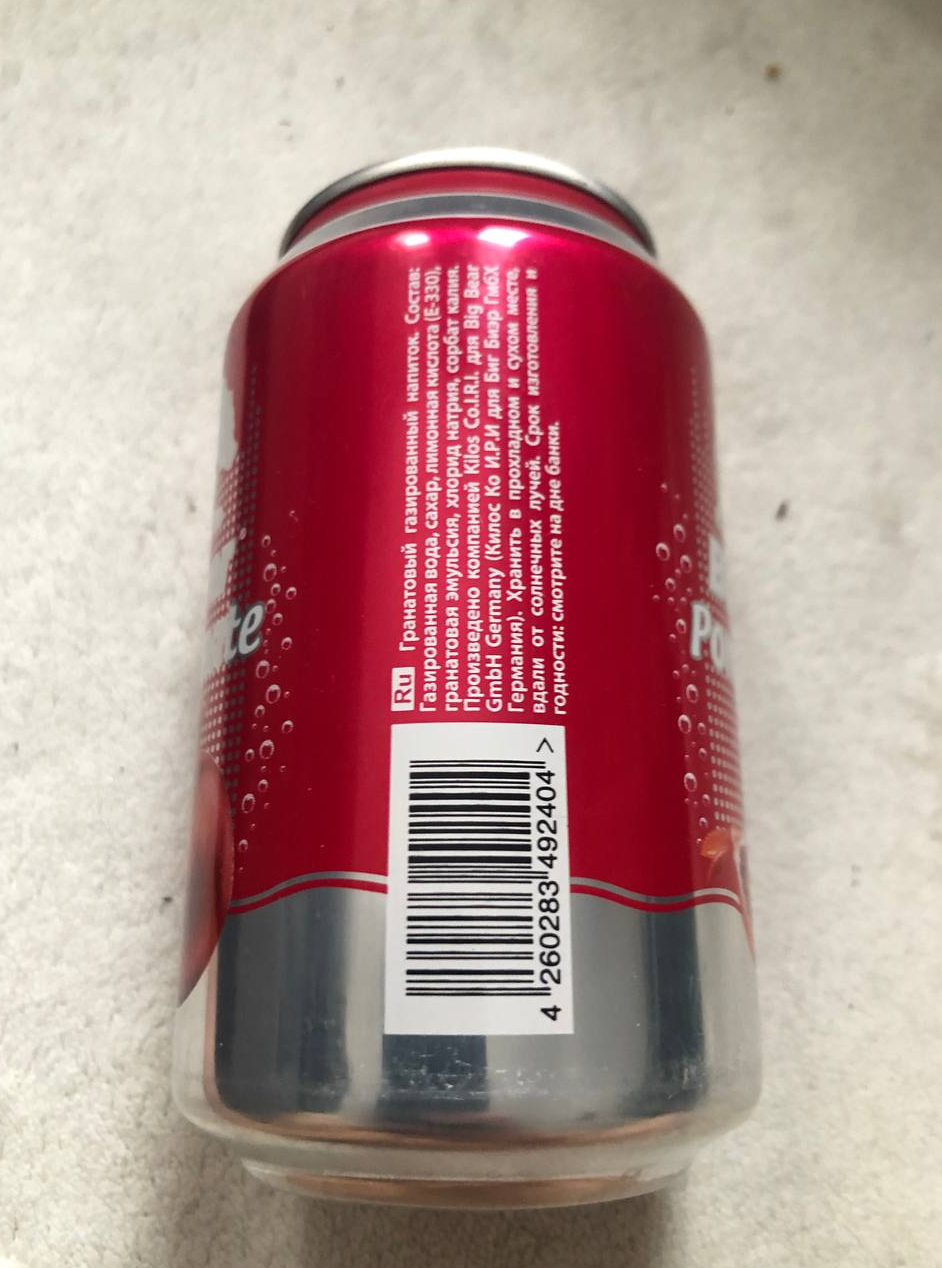 Ru Гранатовый газированный напиток. Состав:
Газированная вода, сахар, лимонная кислота (Е-330),
гранатовая эмульсия, хлорид натрия, сорбат калия.
Произведено компанией Kilos Co.I.R.I. для Big Bear
GmbH Germany (Килос Ко И.Р.И для Биг Биэр ГмбХ
Германия). Хранить в прохладном и сухом месте,
вдали от солнечных лучей. Срок изготовления и
годности: смотрите на дне банки.
4 260283 492404 >